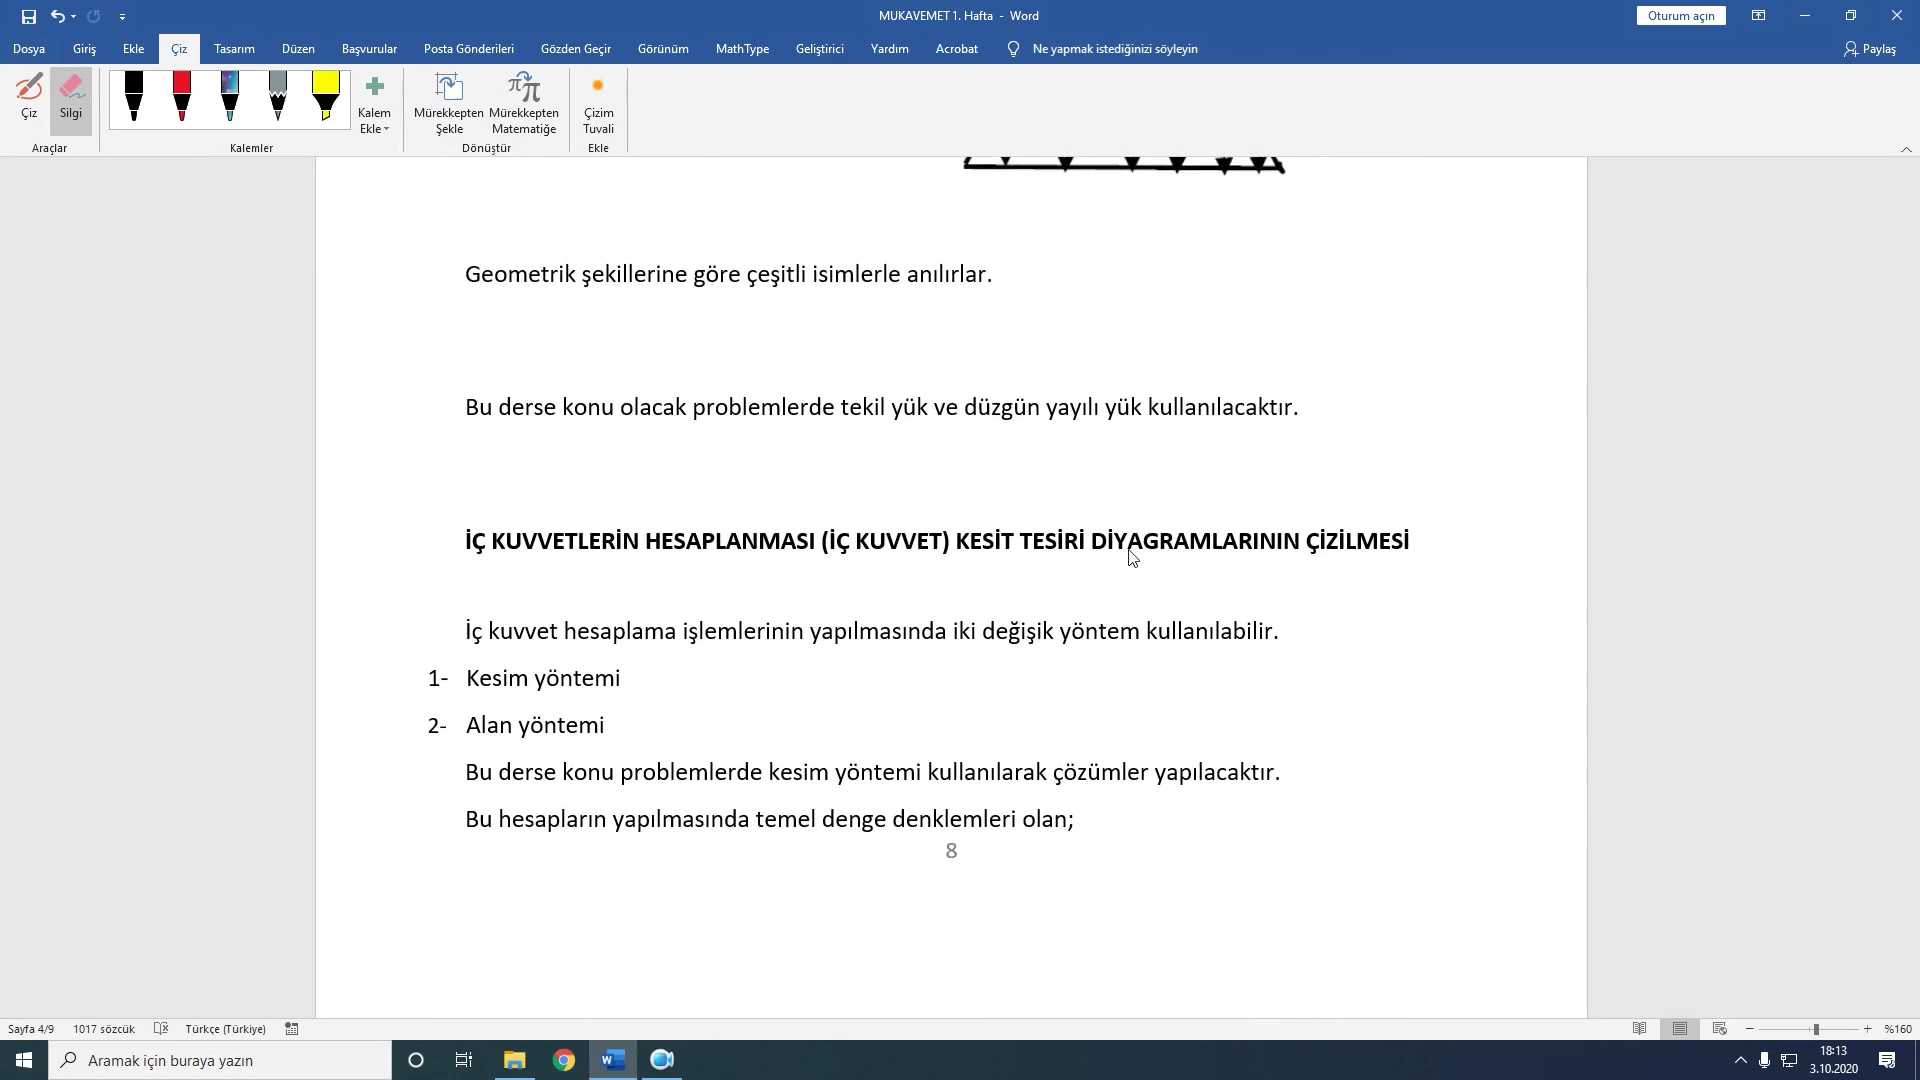 MUKAVEMET 1. Hafta - Word
Oturum açın
Dosya Giriş Ekle Çiz Tasarım Düzen Başvurular Posta Gönderileri Gözden Geçir Görünüm MathType Geliştirici Yardım Acrobat Ne yapmak istediğinizi söyleyin Paylaş
Çiz Silgi
Kalem
Ekle
Mürekkepten
Şekle
Mürekkepten
Matematiğe
Çizim
Tuvali
Araçlar Kalemler Dönüştür Ekle
Geometrik şekillerine göre çeşitli isimlerle anılırlar.
Bu derse konu olacak problemlerde tekil yük ve düzgün yayılı yük kullanılacaktır.
İÇ KUVVETLERİN HESAPLANMASI (İÇ KUVVET) KESİT TESİRİ DİYAGRAMLARININ ÇİZİLMESİ
İç kuvvet hesaplama işlemlerinin yapılmasında iki değişik yöntem kullanılabilir.
1- Kesim yöntemi
2- Alan yöntemi
Bu derse konu problemlerde kesim yöntemi kullanılarak çözümler yapılacaktır.
Bu hesapların yapılmasında temel denge denklemleri olan;
8
Sayfa 4/9 1017 sözcük Türkçe (Türkiye) %160
Aramak için buraya yazın
18:13
3.10.2020